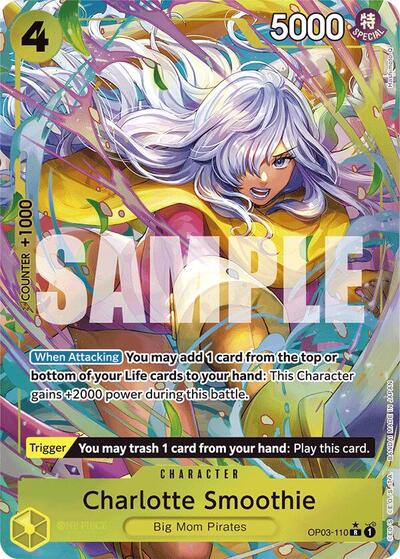 4
5000
特
SPECIAL
COUNTER +1000
SAMPLE
When Attacking You may add 1 card from the top or
bottom of your Life cards to your hand: This Character
gains +2000 power during this battle.
Trigger You may trash 1 card from your hand: Play this card.
CHARACTER
Charlotte Smoothie
Big Mom Pirates
OP03-110 R 1